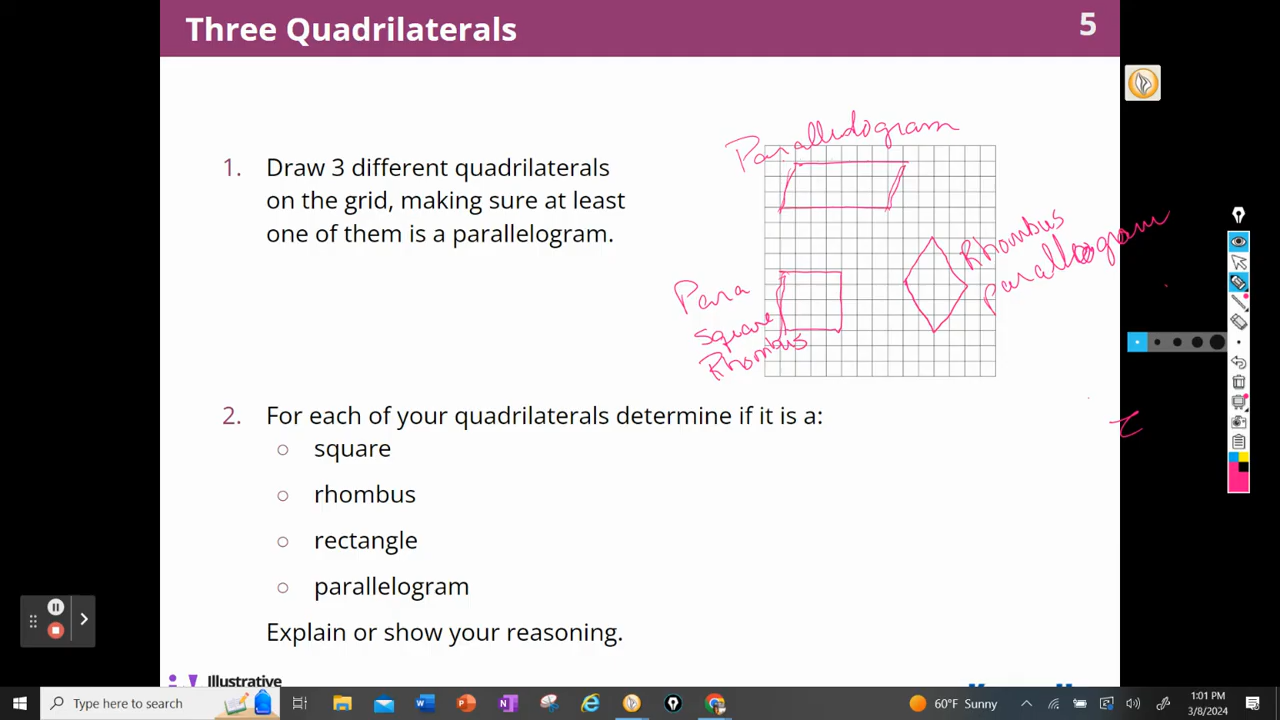 Three Quadrilaterals
5
1. Draw 3 different quadrilaterals
on the grid, making sure at least
one of them is a parallelogram.
Parallelogram
Rhombus
parallelogram
Para
square
Rhombus
2. For each of your quadrilaterals determine if it is a:
○ square
○ rhombus
○ rectangle
○ parallelogram
Explain or show your reasoning.
Illustrative
Type here to search
60°F Sunny
1:01 PM
3/8/2024